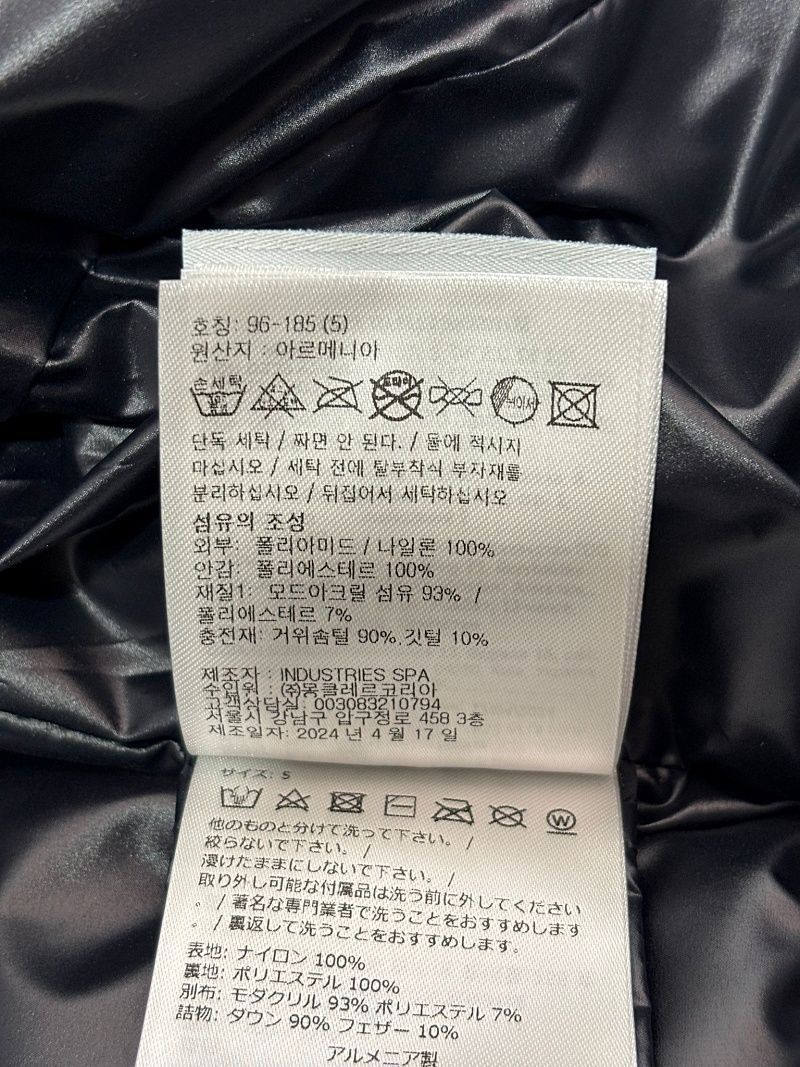 호칭: 96-185 (5)
원산지 : 아르메니아
손세탁
단독 세탁 / 짜면 안 된다. / 물에 적시지
마십시오 / 세탁 전에 탈부착식 부자재를
분리하십시오 / 뒤집어서 세탁하십시오
섬유의 조성
외부: 폴리아미드 / 나일론 100%
안감: 폴리에스테르 100%
재질1: 모드아크릴 섬유 93% /
폴리에스테르 7%
충전재: 거위솜털 90%,깃털 10%
제조자 : INDUSTRIES SPA
수입원 : ㈜몽클레르코리아
고객상담실: 003083210794
서울시 강남구 압구정로 458 3층
제조일자: 2024 년 4 월 17 일
サイズ: S
W
他のものと分けて洗って下さい。 /
絞らないで下さい。 /
浸けたままにしないで下さい。 /
取り外し可能な付属品は洗う前に外してください
。 / 著名な専門業者で洗うことをおすすめします
。 / 裏返して洗うことをおすすめします。
表地: ナイロン 100%
裏地: ポリエステル 100%
別布: モダクリル 93% ポリエステル 7%
詰物: ダウン 90% フェザー 10%
アルメニア製